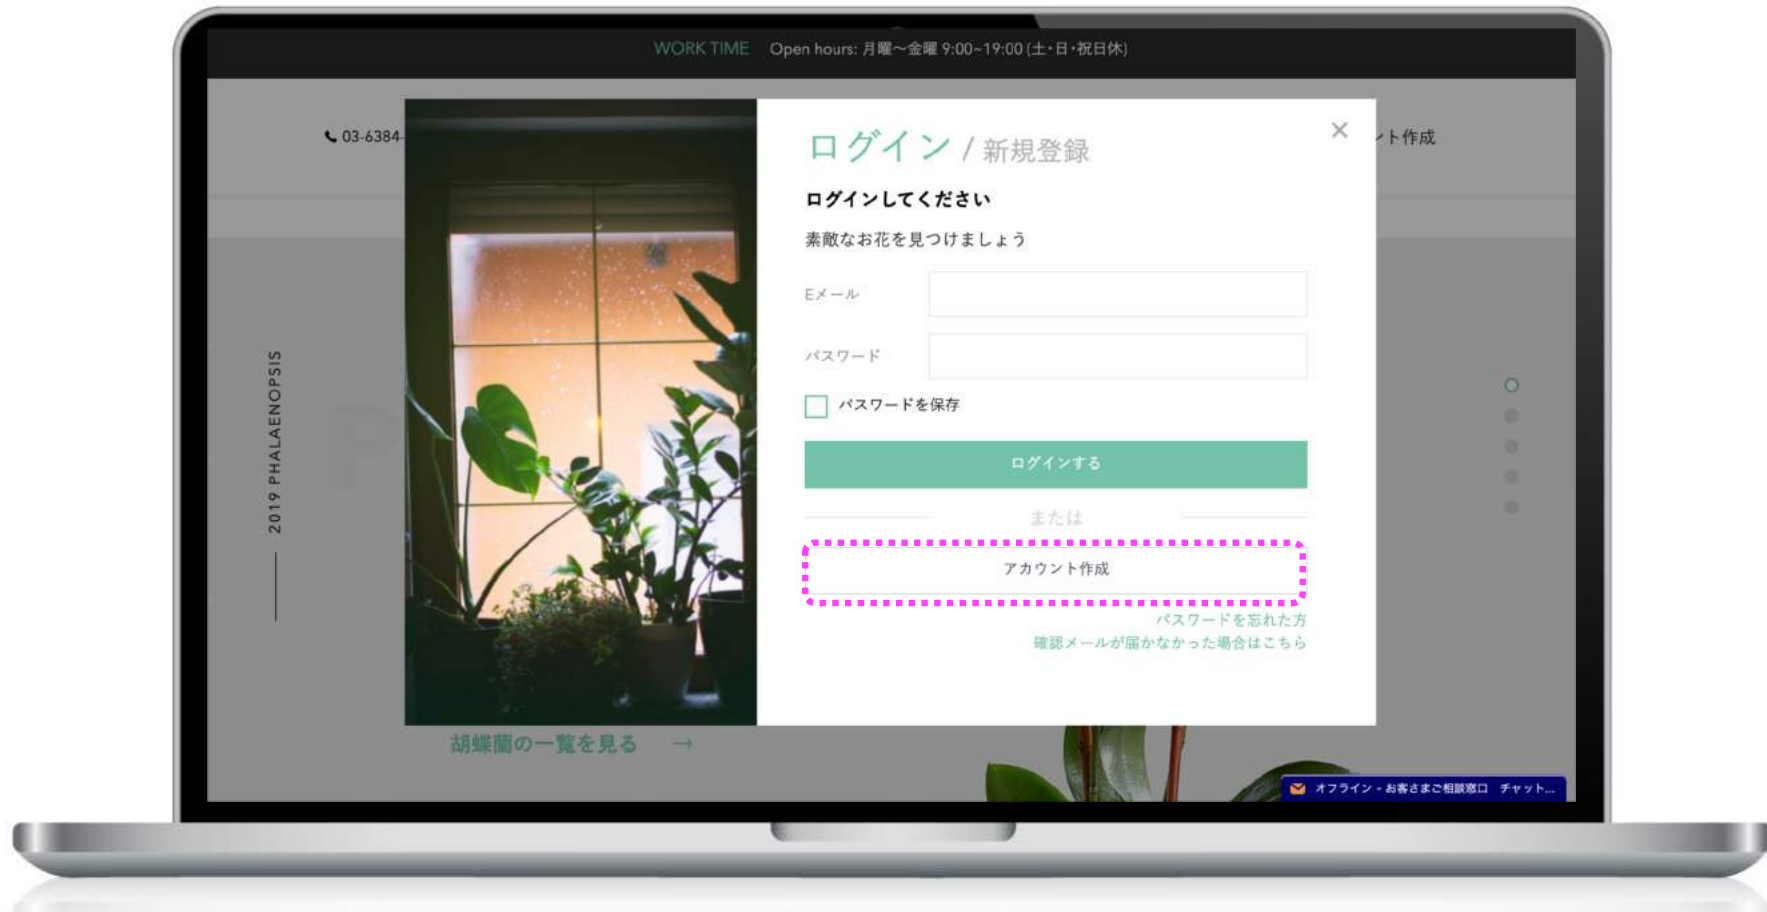 WORK TIME Open hours: 月曜〜金曜 9:00~19:00 (土・日・祝日休)
03-6384-
ント作成
ログイン / 新規登録
ログインしてください
素敵なお花を見つけましょう
Eメール
パスワード
パスワードを保存
ログインする
または
アカウント作成
パスワードを忘れた方
確認メールが届かなかった場合はこちら
2019 PHALAENOPSIS
P
胡蝶蘭の一覧を見る →
オフライン - お客さまご相談窓口 チャット...